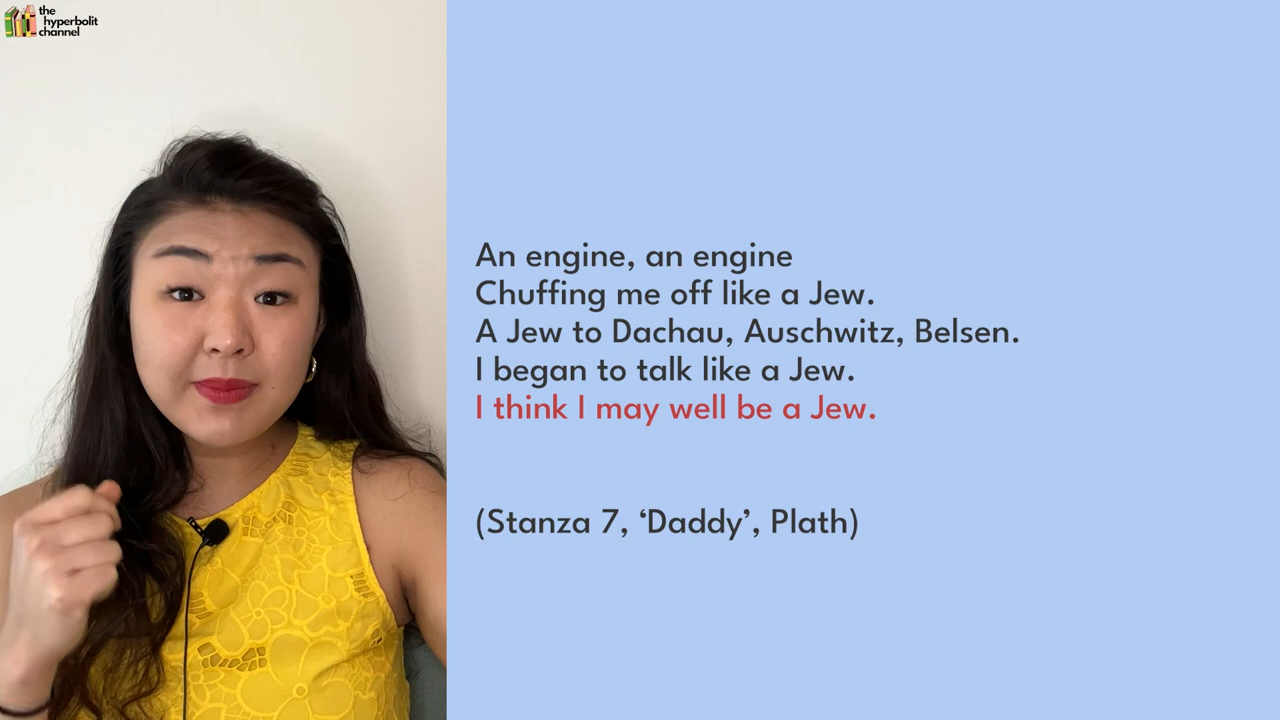 the
hyperbolit
channel
An engine, an engine
Chuffing me off like a Jew.
A Jew to Dachau, Auschwitz, Belsen.
I began to talk like a Jew.
I think I may well be a Jew.
(Stanza 7, ‘Daddy’, Plath)